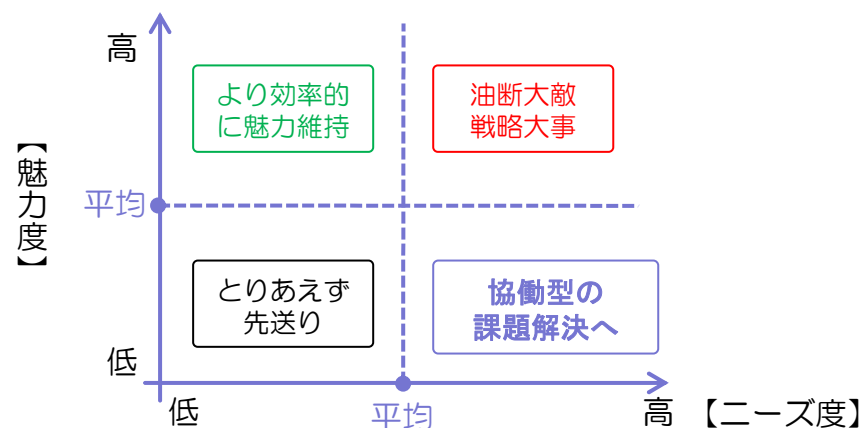 高
より効率的
に魅力維持
油断大敵
戦略大事
【魅力度】
平均
とりあえず
先送り
協働型の
課題解決へ
低
低
平均
高
【ニーズ度】